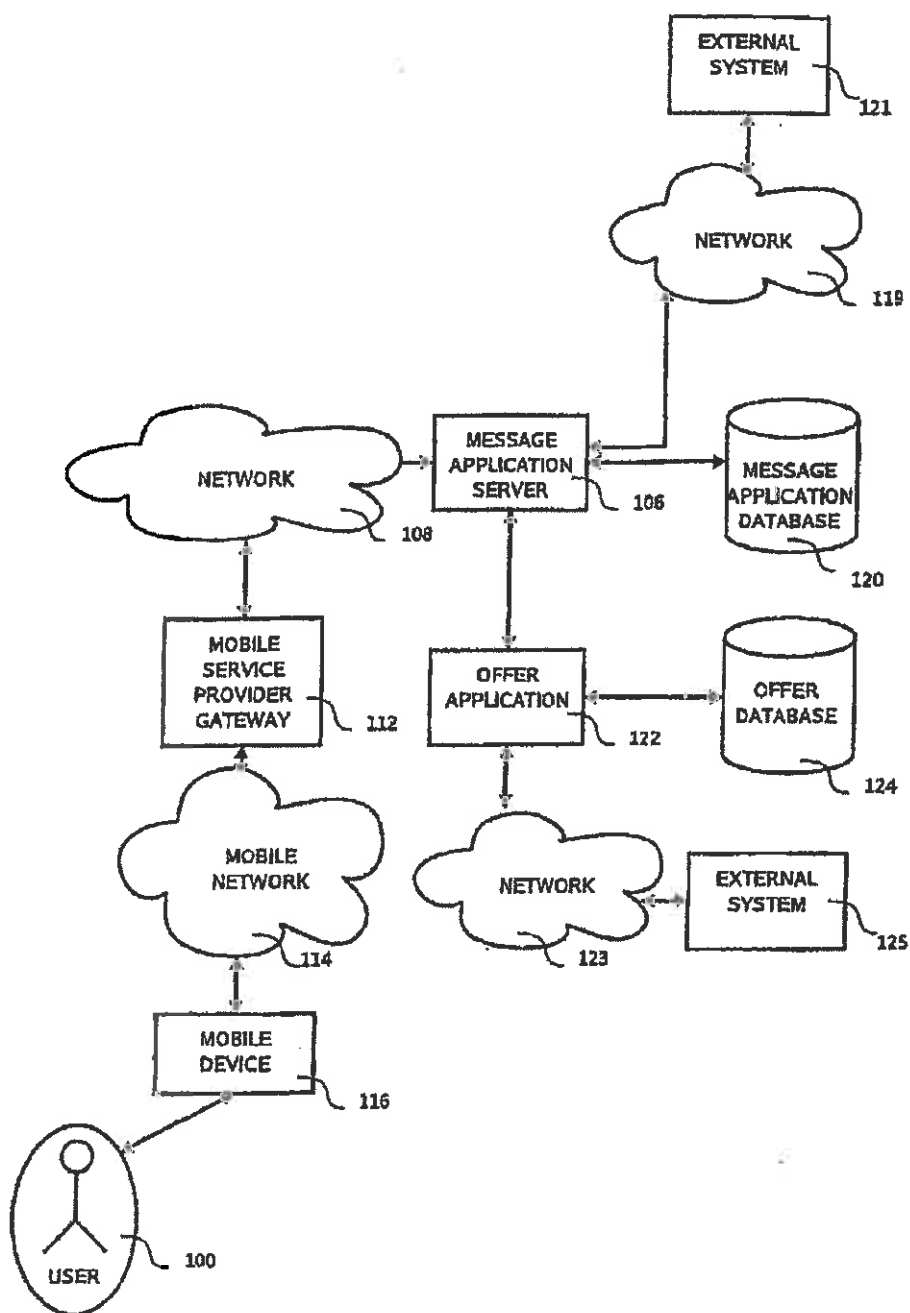 EXTERNAL
SYSTEM
121
NETWORK
119
MESSAGE
APPLICATION
SERVER
106
MESSAGE
APPLICATION
DATABASE
120
NETWORK
108
MOBILE
SERVICE
PROVIDER
GATEWAY
112
OFFER
APPLICATION
122
OFFER
DATABASE
124
MOBILE
NETWORK
114
NETWORK
123
EXTERNAL
SYSTEM
125
MOBILE
DEVICE
116
USER
100